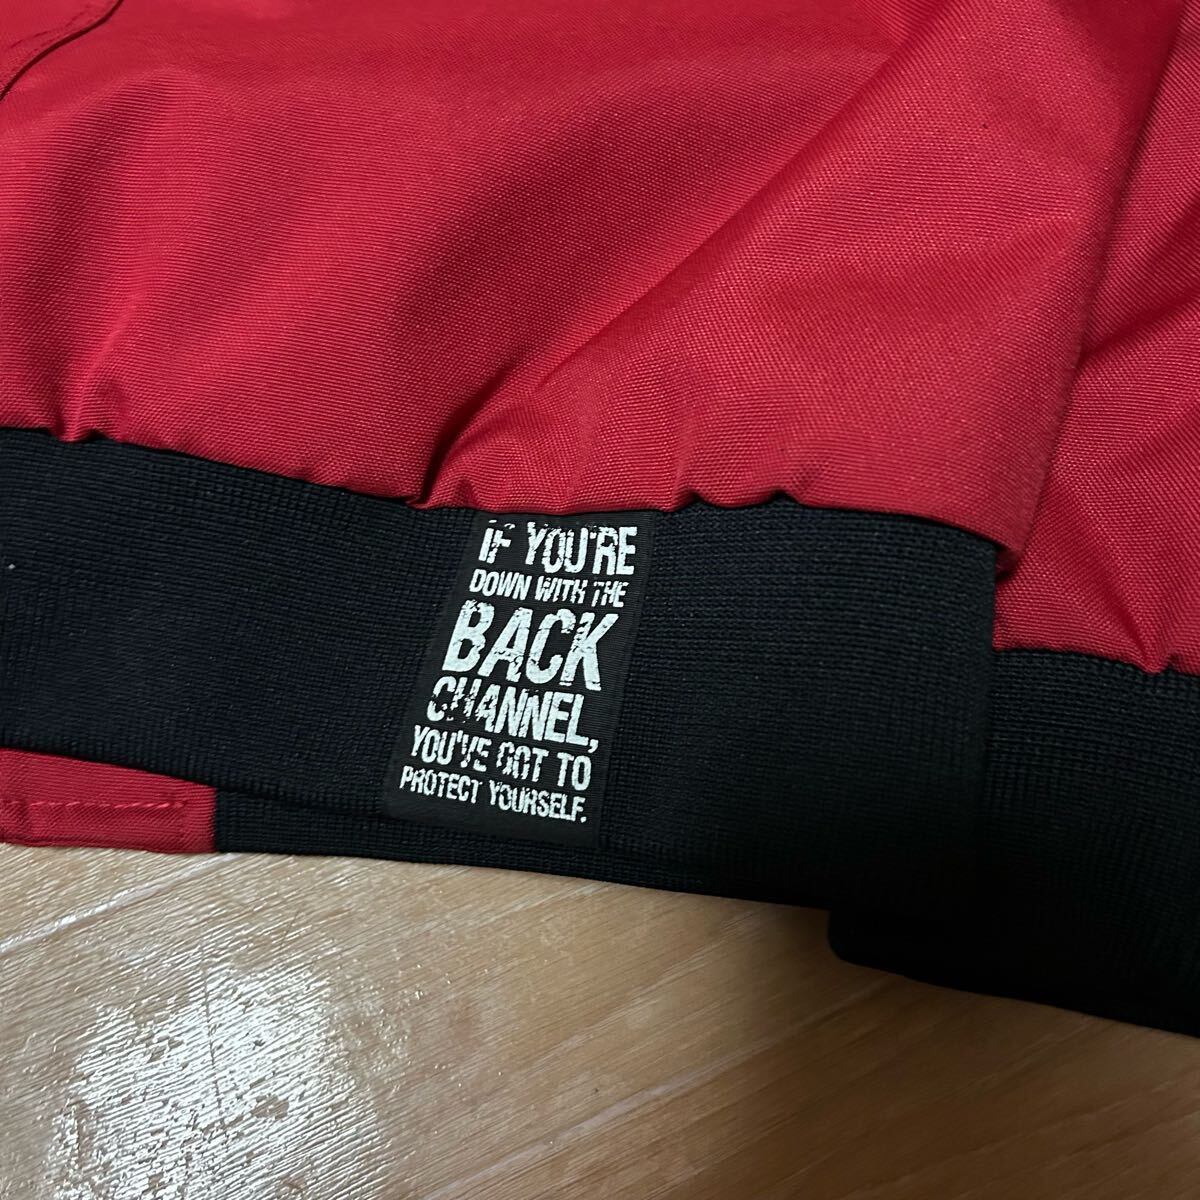 IF YOU'RE
DOWN WITH THE
BACK
CHANNEL,
YOU'VE GOT TO
PROTECT YOURSELF.